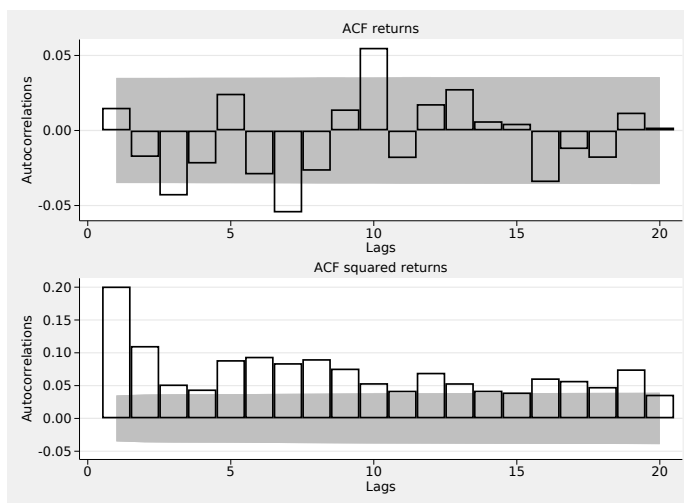 ACF returns
Autocorrelations
0.05
0.00
-0.05
0 5 10 15 20
Lags
ACF squared returns
Autocorrelations
0.20
0.15
0.10
0.05
0.00
-0.05
0 5 10 15 20
Lags